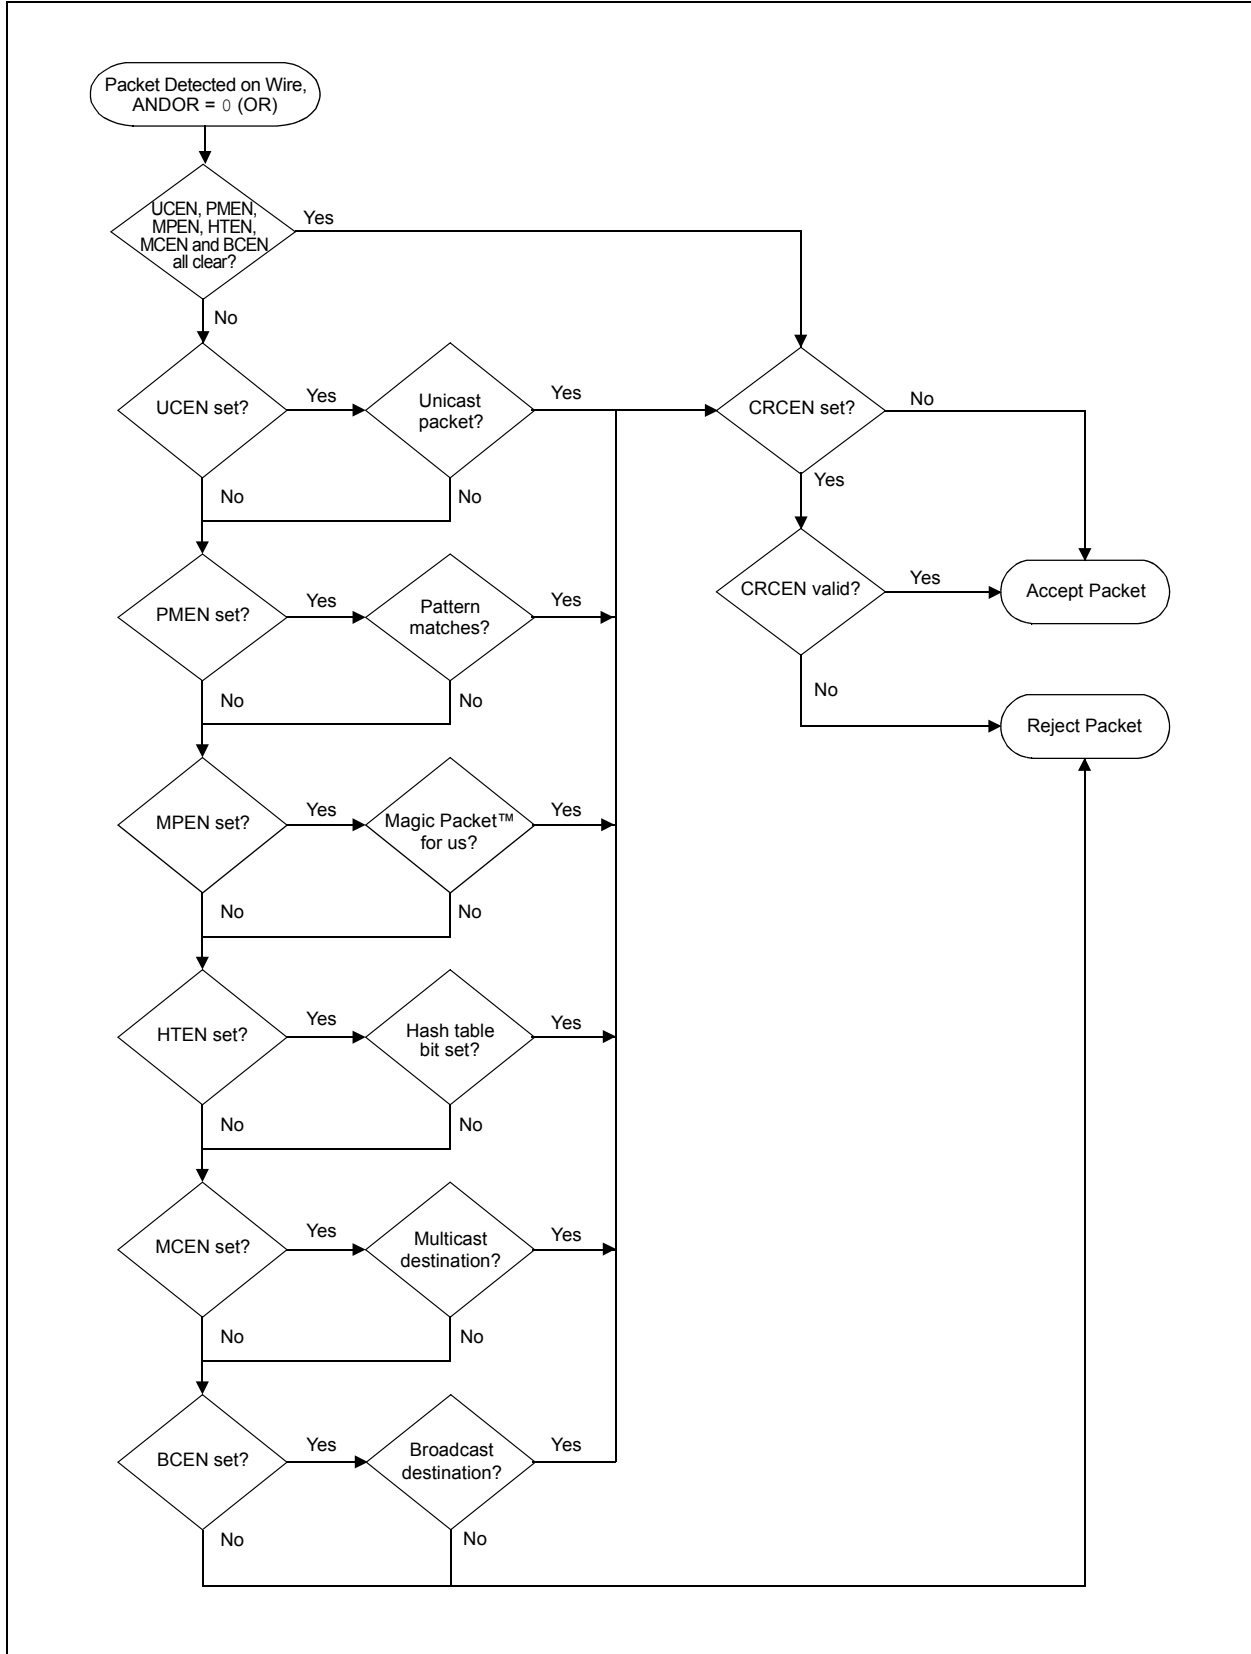 Packet Detected on Wire,
ANDOR = 0 (OR)
UCEN, PMEN,
MPEN, HTEN,
MCEN and BCEN
all clear?
Yes
No
UCEN set?
Yes
Unicast
packet?
Yes
CRCEN set?
No
No
No
Yes
PMEN set?
Yes
Pattern
matches?
Yes
CRCEN valid?
Yes
Accept Packet
No
No
No
Reject Packet
MPEN set?
Yes
Magic Packet™
for us?
Yes
No
No
HTEN set?
Yes
Hash table
bit set?
Yes
No
No
MCEN set?
Yes
Multicast
destination?
Yes
No
No
BCEN set?
Yes
Broadcast
destination?
Yes
No
No